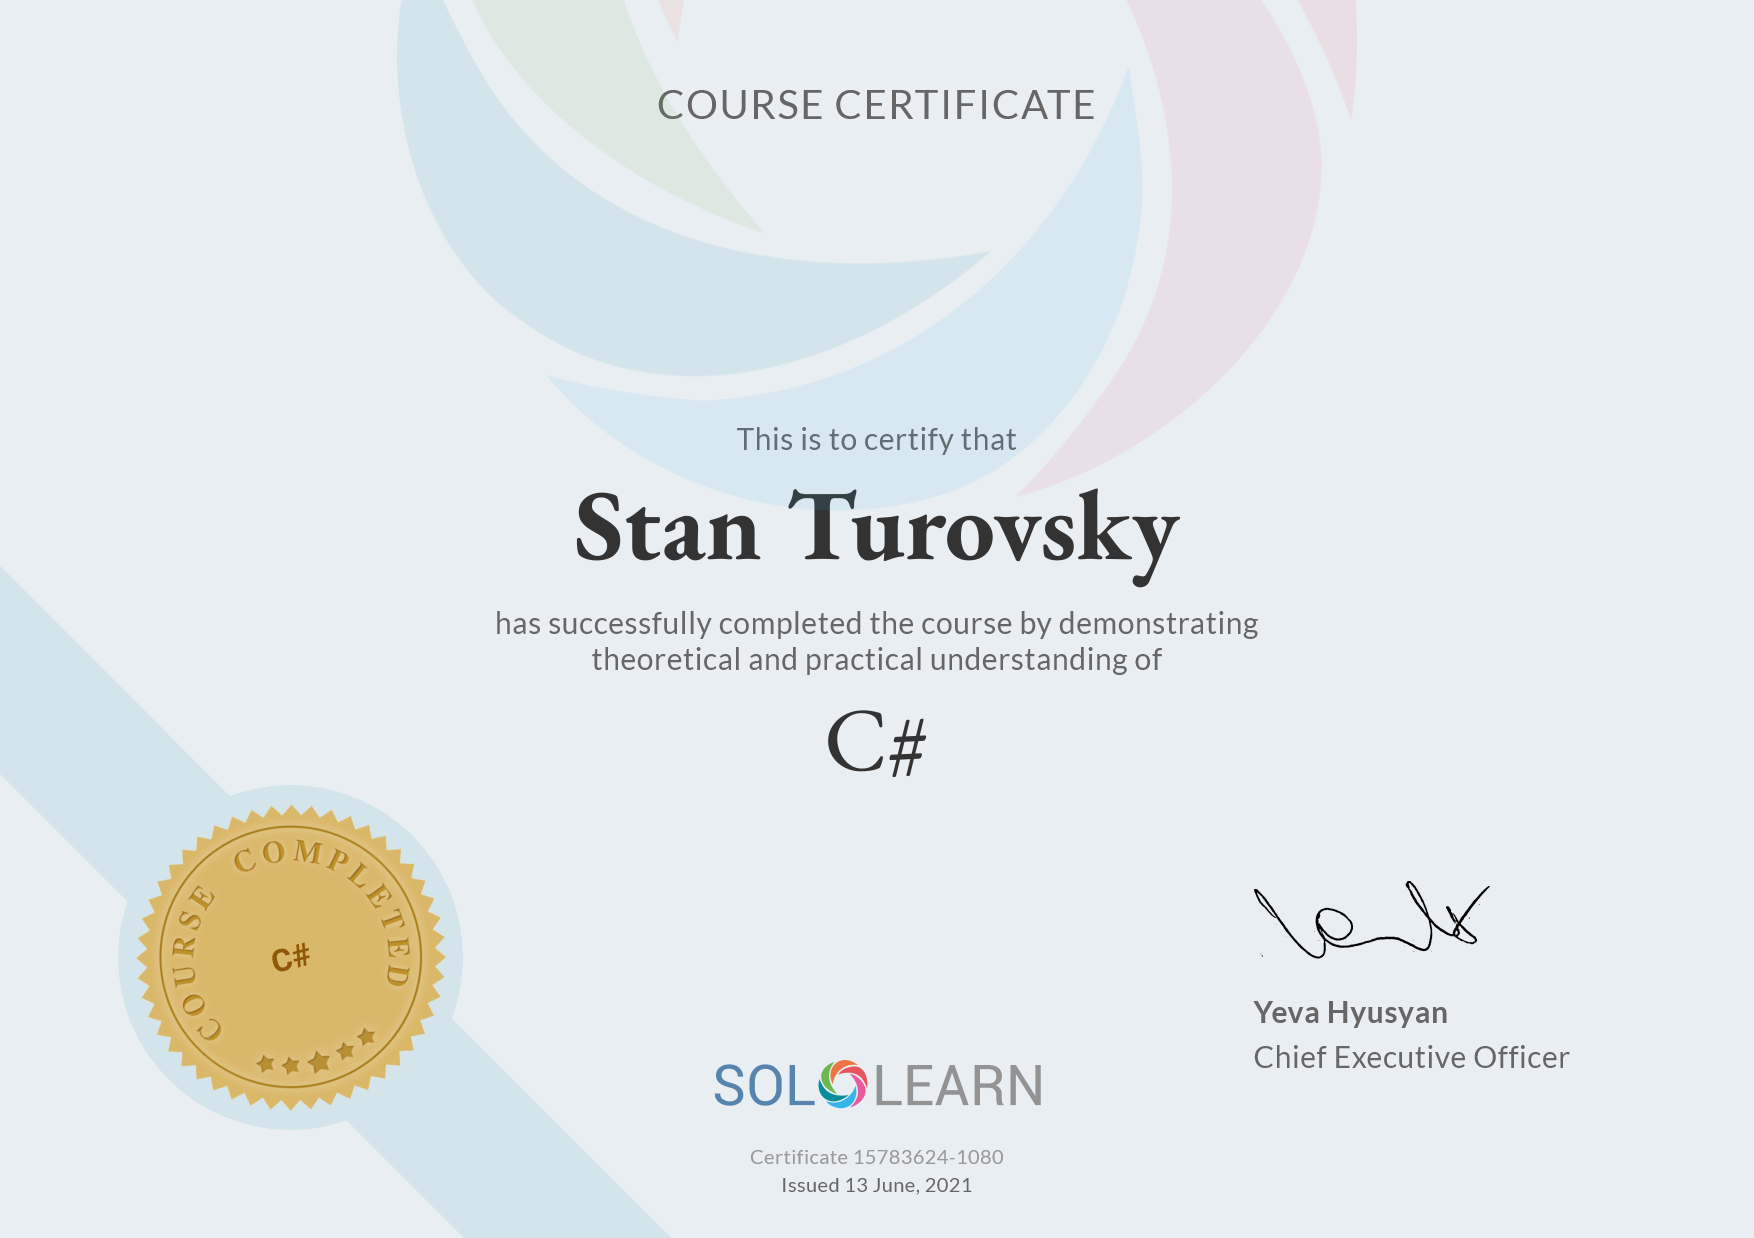 COURSE CERTIFICATE
This is to certify that
Stan Turovsky
has successfully completed the course by demonstrating
theoretical and practical understanding of
C#
COURSE COMPLETED
C#
Yeva Hyusyan
Chief Executive Officer
SOLOLEARN
Certificate 15783624-1080
Issued 13 June, 2021